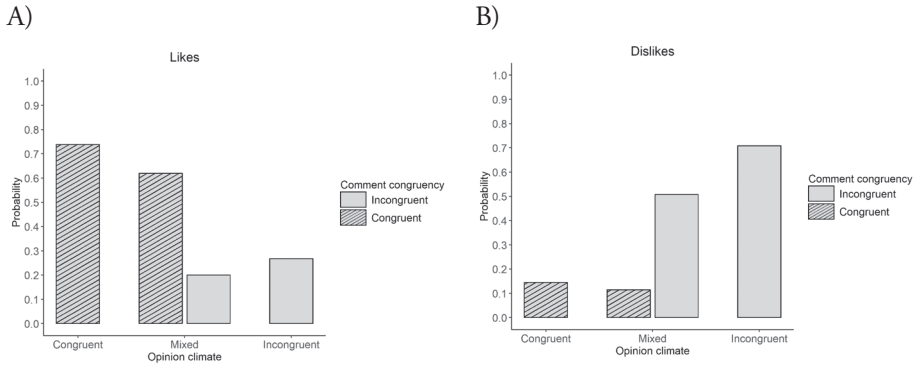 A)
Likes
1.0
0.9
0.8
0.7
0.6
0.5
0.4
0.3
0.2
0.1
0.0
Probability
Congruent Mixed Incongruent
Opinion climate
Comment congruency
Incongruent
Congruent
B)
Dislikes
1.0
0.9
0.8
0.7
0.6
0.5
0.4
0.3
0.2
0.1
0.0
Probability
Congruent Mixed Incongruent
Opinion climate
Comment congruency
Incongruent
Congruent